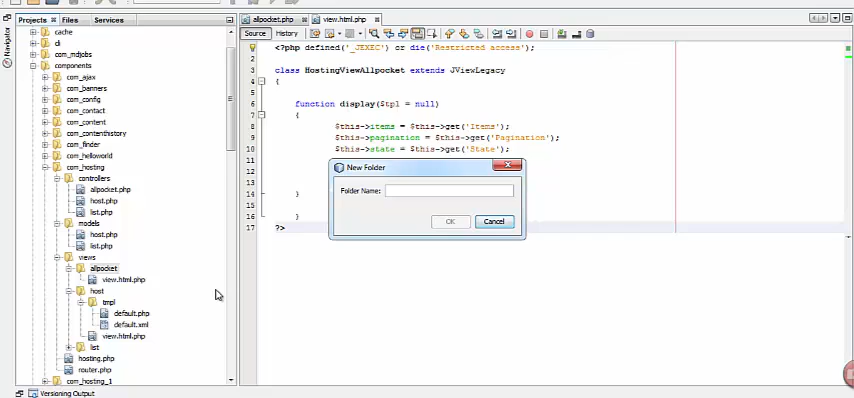 Projects
Files
Services
allpocket.php
view.html.php
Source
History
Navigator
cache
di
com_mdjobs
components
com_ajax
com_banners
com_config
com_contact
com_content
com_contenthistory
com_finder
com_helloworld
com_hosting
controllers
allpocket.php
host.php
list.php
models
host.php
list.php
views
allpocket
view.html.php
host
tmpl
default.php
default.xml
view.html.php
list
hosting.php
router.php
com_hosting_1
<?php defined('_JEXEC') or die('Restricted access');
3 class HostingViewAllpocket extends JViewLegacy
4 {
5
6 function display($tpl = null)
7 {
8 $this->items = $this->get('Items');
9 $this->pagination = $this->get('Pagination');
10 $this->state = $this->get('State');
11
12
13
14 }
15
16 }
17 ?>
New Folder
Folder Name:
OK
Cancel
Versioning Output